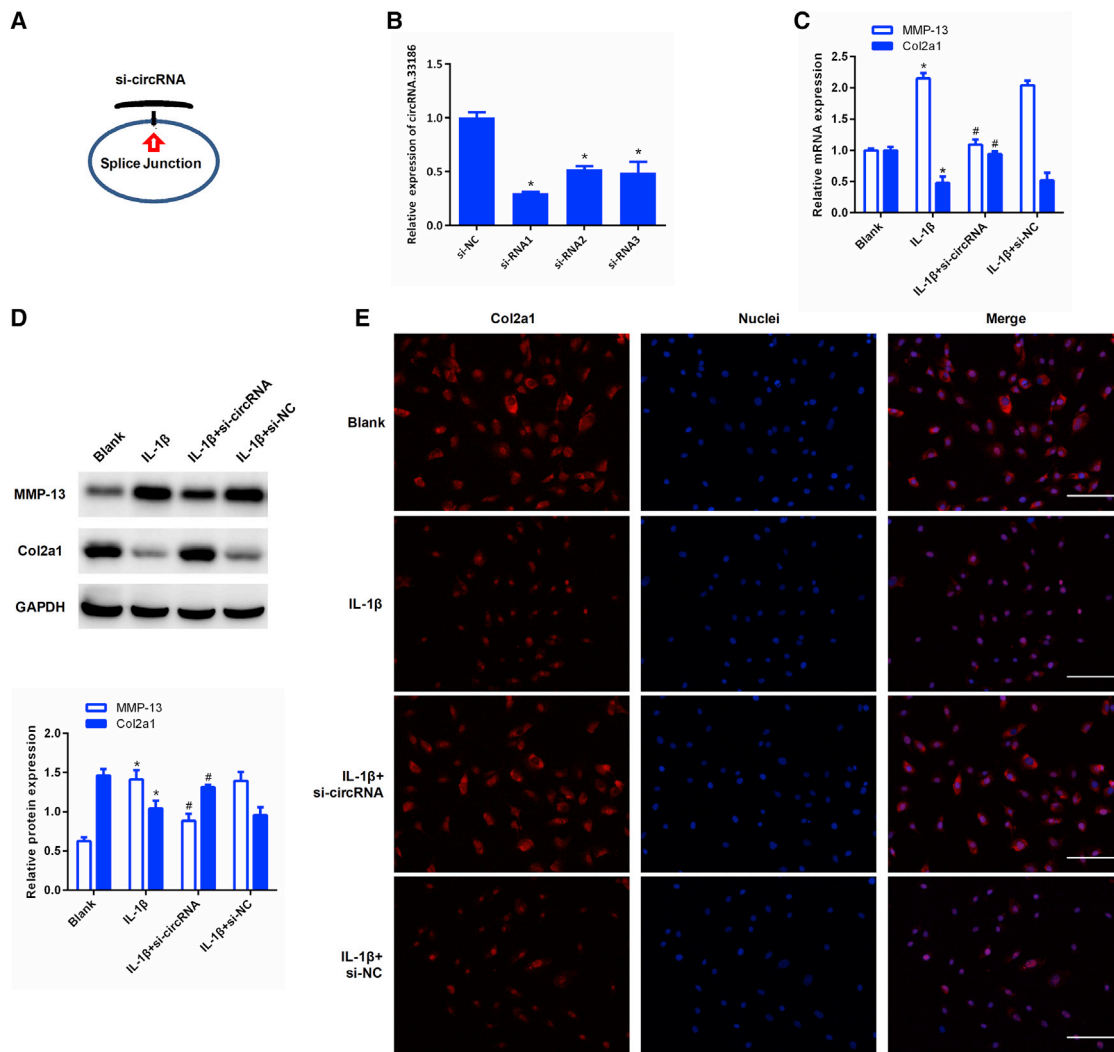 A
si-circRNA
Splice Junction
B
Relative expression of circRNA.33186
1.5
1.0
0.5
0.0
*
*
*
si-NC
si-RNA1
si-RNA2
si-RNA3
C
MMP-13
Col2a1
Relative mRNA expression
2.5
2.0
1.5
1.0
0.5
0.0
*
*
#
#
Blank
IL-1β
IL-1β+si-circRNA
IL-1β+si-NC
D
Blank
IL-1β
IL-1β+si-circRNA
IL-1β+si-NC
MMP-13
Col2a1
GAPDH
MMP-13
Col2a1
Relative protein expression
2.0
1.5
1.0
0.5
0.0
*
*
#
#
Blank
IL-1β
IL-1β+si-circRNA
IL-1β+si-NC
E
Col2a1
Nuclei
Merge
Blank
IL-1β
IL-1β+
si-circRNA
IL-1β+
si-NC